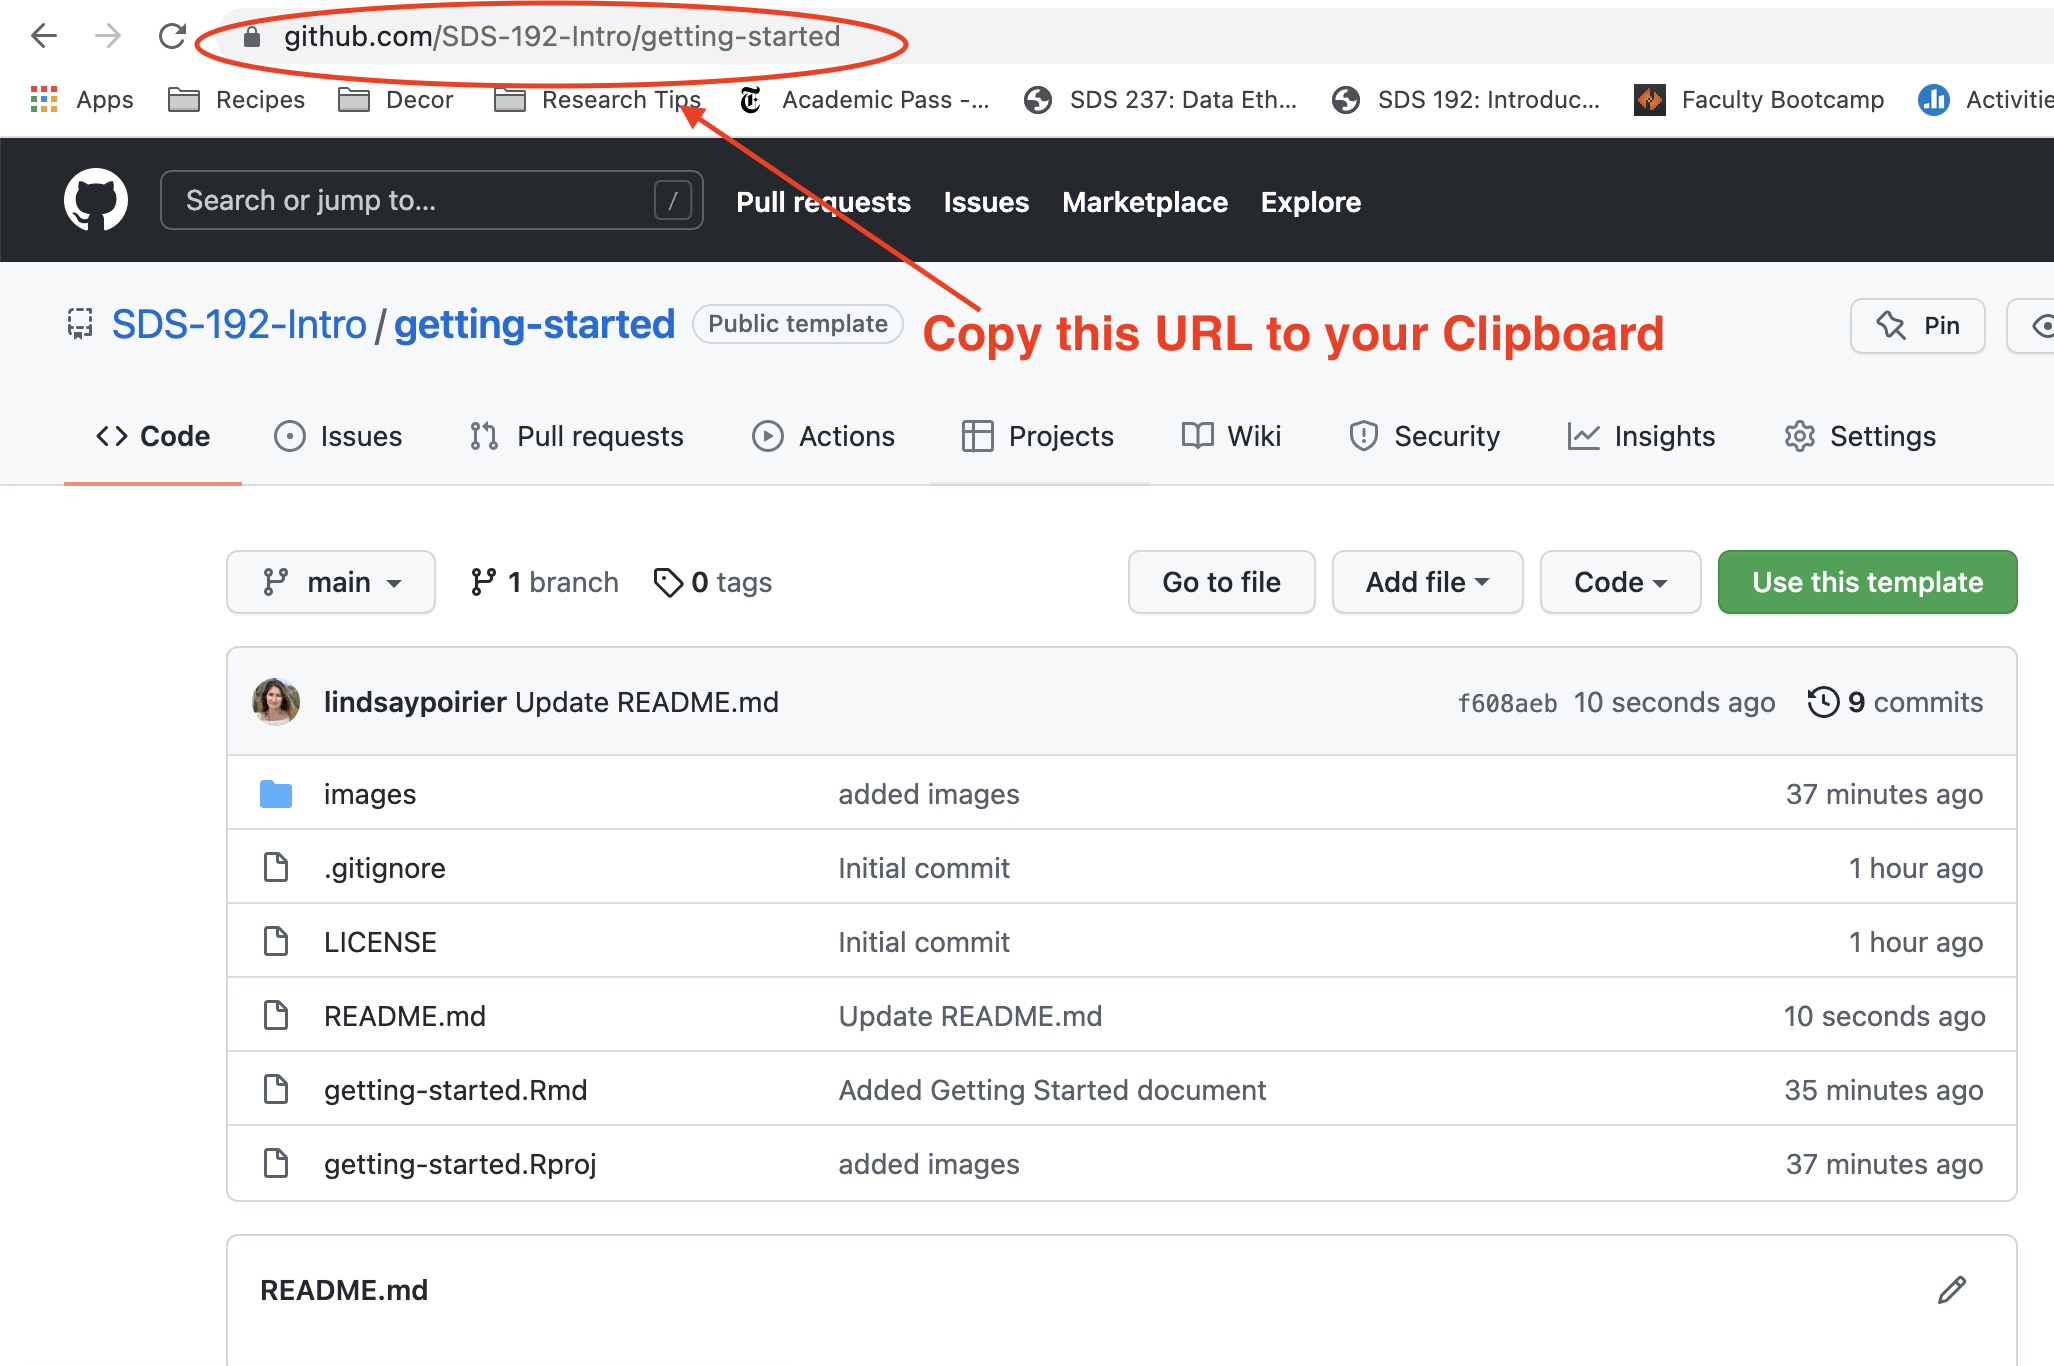 github.com/SDS-192-Intro/getting-started
Apps Recipes Decor Research Tips Academic Pass -... SDS 237: Data Eth... SDS 192: Introduc... Faculty Bootcamp Activitie
Search or jump to... / Pull requests Issues Marketplace Explore
SDS-192-Intro / getting-started Public template Copy this URL to your Clipboard Pin
Code Issues Pull requests Actions Projects Wiki Security Insights Settings
main 1 branch 0 tags Go to file Add file Code Use this template
lindsaypoirier Update README.md f608aeb 10 seconds ago 9 commits
images added images 37 minutes ago
.gitignore Initial commit 1 hour ago
LICENSE Initial commit 1 hour ago
README.md Update README.md 10 seconds ago
getting-started.Rmd Added Getting Started document 35 minutes ago
getting-started.Rproj added images 37 minutes ago
README.md